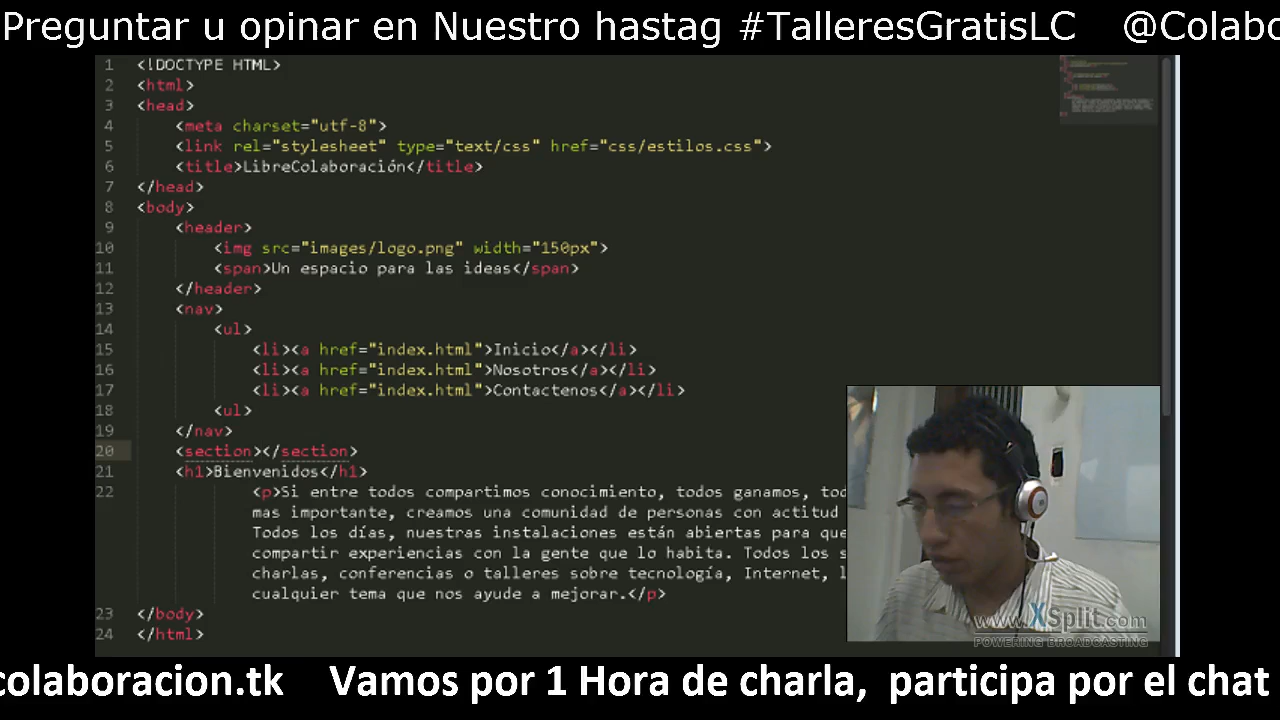 Preguntar u opinar en Nuestro hastag #TalleresGratisLC @Colabo
1 <!DOCTYPE HTML>
2 <html>
3 <head>
4 <meta charset="utf-8">
5 <link rel="stylesheet" type="text/css" href="css/estilos.css">
6 <title>LibreColaboración</title>
7 </head>
8 <body>
9 <header>
10 <img src="images/logo.png" width="150px">
11 <span>Un espacio para las ideas</span>
12 </header>
13 <nav>
14 <ul>
15 <li><a href="index.html">Inicio</a></li>
16 <li><a href="index.html">Nosotros</a></li>
17 <li><a href="index.html">Contactenos</a></li>
18 <ul>
19 </nav>
20 <section></section>
21 <h1>Bienvenidos</h1>
22 <p>Si entre todos compartimos conocimiento, todos ganamos, tod
mas importante, creamos una comunidad de personas con actitud
Todos los días, nuestras instalaciones están abiertas para que
compartir experiencias con la gente que lo habita. Todos los s
charlas, conferencias o talleres sobre tecnología, Internet, l
cualquier tema que nos ayude a mejorar.</p>
23 </body>
24 </html>
www.XSplit.com
POWERING BROADCASTING
colaboracion.tk Vamos por 1 Hora de charla, participa por el chat